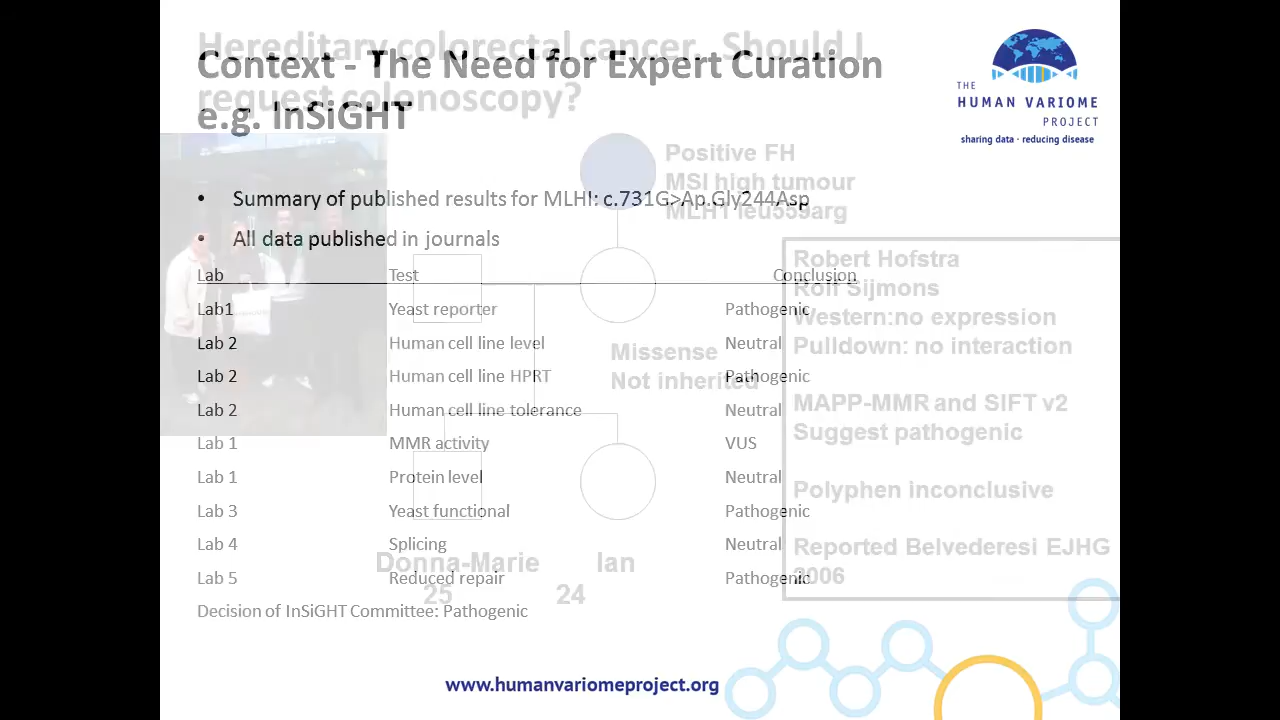 Hereditary colorectal cancer. Should I
request colenoscopy?
Context - The Need for Expert Curation
e.g. InSiGHT
THE
HUMAN VARIOME
PROJECT
sharing data · reducing disease
Positive FH
MSI high tumour
MLH1 leu559arg
• Summary of published results for MLHI: c.731G>Ap.Gly244Asp
• All data published in journals
Lab Test Conclusion
Lab1 Yeast reporter Pathogenic
Lab 2 Human cell line level Neutral
Lab 2 Human cell line HPRT Pathogenic
Lab 2 Human cell line tolerance Neutral
Lab 1 MMR activity VUS
Lab 1 Protein level Neutral
Lab 3 Yeast functional Pathogenic
Lab 4 Splicing Neutral
Lab 5 Reduced repair Pathogenic
Decision of InSiGHT Committee: Pathogenic
Missense
Not inherited
Robert Hofstra
Rolf Sijmons
Western:no expression
Pulldown: no interaction
MAPP-MMR and SIFT v2
Suggest pathogenic
Polyphen inconclusive
Reported Belvederesi EJHG
2006
Donna-Marie Ian
25 24
www.humanvariomeproject.org